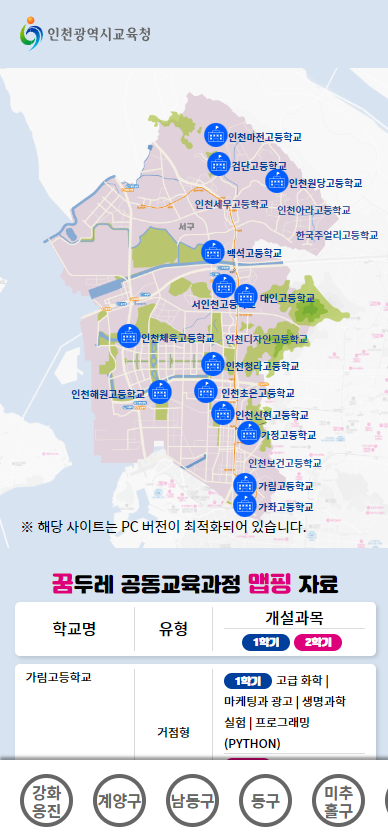 인천광역시교육청
인천마전고등학교
검단고등학교
인천원당고등학교
인천세무고등학교
인천아라고등학교
서구
한국주얼리고등학교
백석고등학교
대인고등학교
서인천고등
인천체육고등학교
인천디자인고등학교
인천청라고등학교
인천해원고등학교
인천초은고등학교
인천신현고등학교
가정고등학교
인천보건고등학교
가림고등학교
가좌고등학교
※ 해당 사이트는 PC 버전이 최적화되어 있습니다.
꿈두레 공동교육과정 맵핑 자료
학교명
유형
개설과목
1학기 2학기
가림고등학교
거점형
1학기 고급 화학 |
마케팅과 광고 | 생명과학
실험 | 프로그래밍
(PYTHON)
강화
옹진
계양구
남동구
동구
미추
홀구